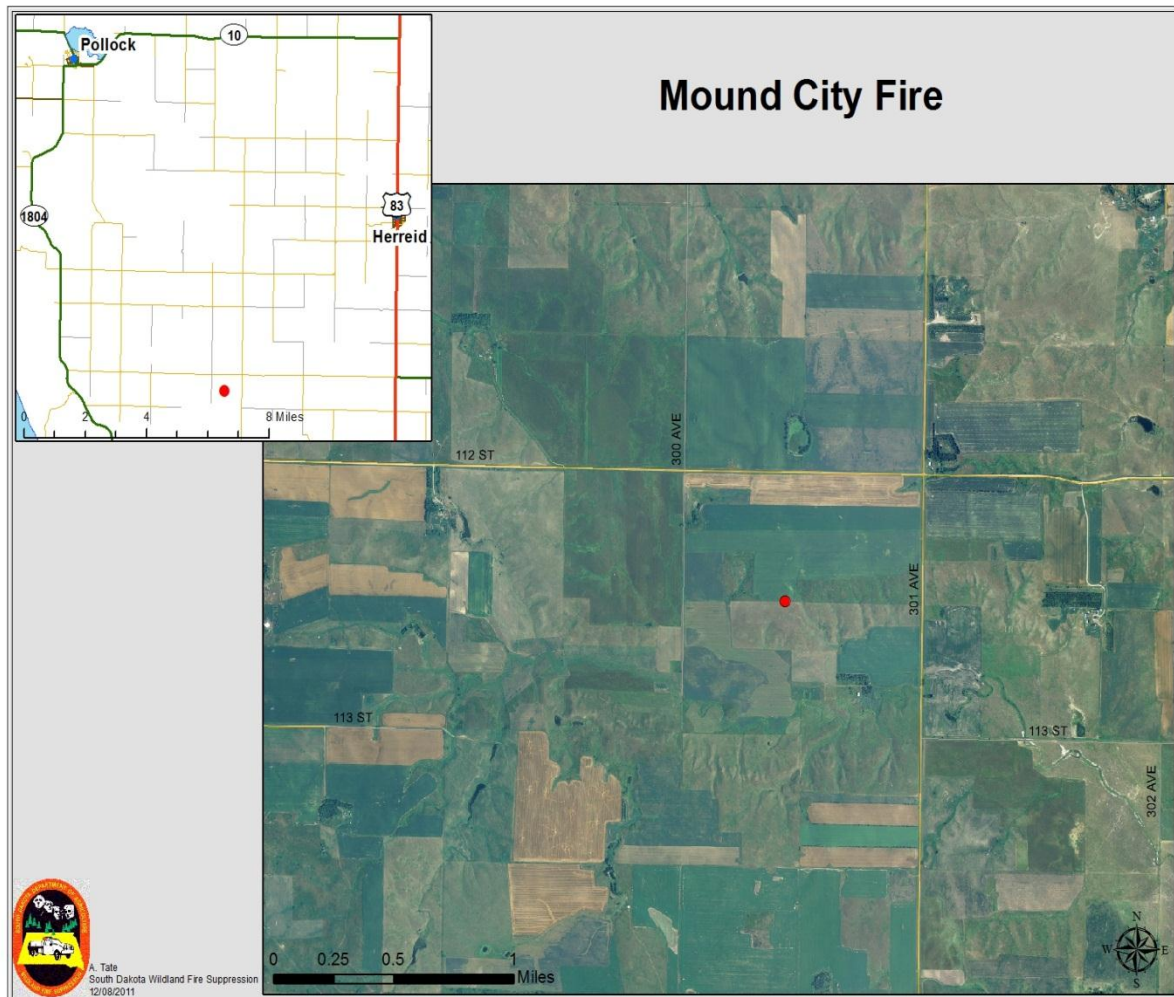 Mound City Fire
Pollock
10
1804
83
Herreid
0 2 4 8 Miles
112 ST
300 AVE
301 AVE
113 ST
113 ST
302 AVE
N
W E
S
0 0.25 0.5 1
Miles
A. Tate
South Dakota Wildland Fire Suppression
12/08/2011